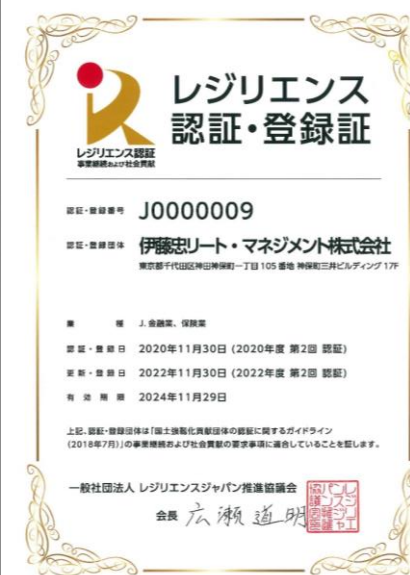 レジリエンス
認証・登録証
レジリエンス認証
事業継続および社会貢献
認証・登録番号 J0000009
認証・登録団体 伊藤忠リート・マネジメント株式会社
東京都千代田区神田神保町一丁目105番地 神保町三井ビルディング 17F
業 種 J.金融業、保険業
認証・登録日 2020年11月30日 (2020年度 第2回 認証)
更新・登録日 2022年11月30日 (2022年度 第2回 認証)
有効期限 2024年11月29日
上記、認証・登録団体は「国土強靱化貢献団体の認証に関するガイドライン
(2018年7月)」の事業継続および社会貢献の要求事項に適合していることを証します。
一般社団法人 レジリエンスジャパン推進協議会
会長 広瀬道明